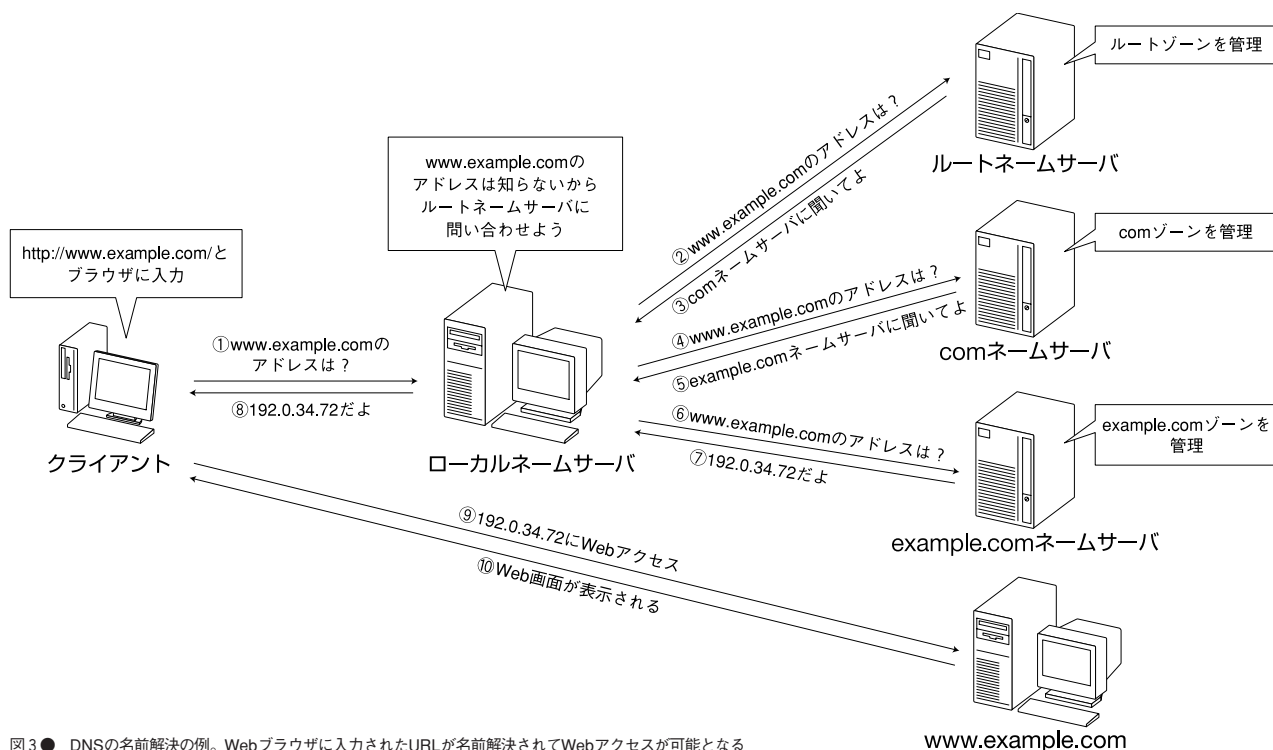 ルートゾーンを管理
ルートネームサーバ
www.example.comの
アドレスは知らないから
ルートネームサーバに
問い合わせよう
②www.example.comのアドレスは？
③comネームサーバに聞いてよ
comゾーンを管理
comネームサーバ
http://www.example.com/と
ブラウザに入力
④www.example.comのアドレスは？
⑤example.comネームサーバに聞いてよ
①www.example.comの
アドレスは？
⑧192.0.34.72だよ
クライアント
ローカルネームサーバ
⑥www.example.comのアドレスは？
⑦192.0.34.72だよ
example.comゾーンを
管理
example.comネームサーバ
⑨192.0.34.72にWebアクセス
⑩Web画面が表示される
www.example.com
図3● DNSの名前解決の例。Webブラウザに入力されたURLが名前解決されてWebアクセスが可能となる